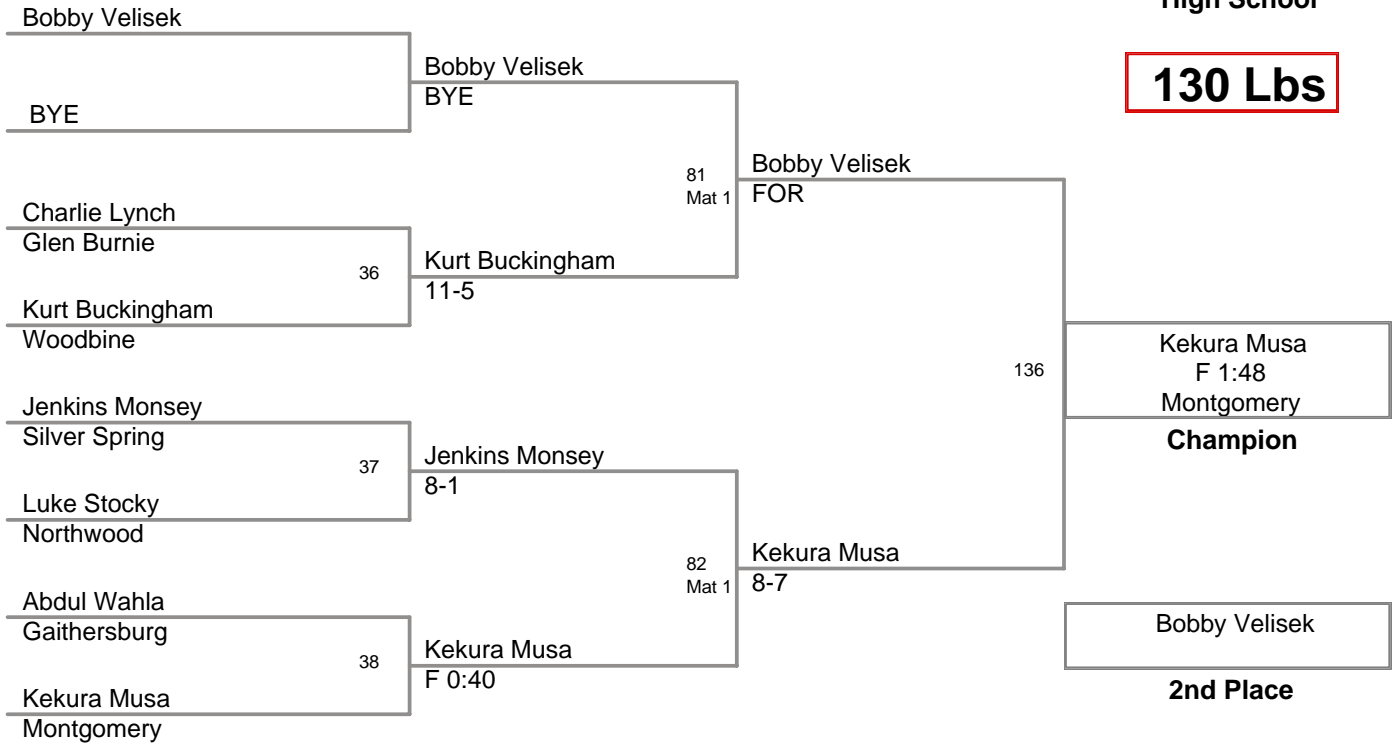 High School
130 Lbs
Bobby Velisek
BYE
Charlie Lynch
Glen Burnie
36
Kurt Buckingham
Woodbine
Jenkins Monsey
Silver Spring
37
Luke Stocky
Northwood
Abdul Wahla
Gaithersburg
38
Kekura Musa
Montgomery
Bobby Velisek
BYE
81
Mat 1
Kurt Buckingham
11-5
Jenkins Monsey
8-1
82
Mat 1
Kekura Musa
F 0:40
Bobby Velisek
FOR
136
Kekura Musa
8-7
Kekura Musa
F 1:48
Montgomery
Champion
Bobby Velisek
2nd Place